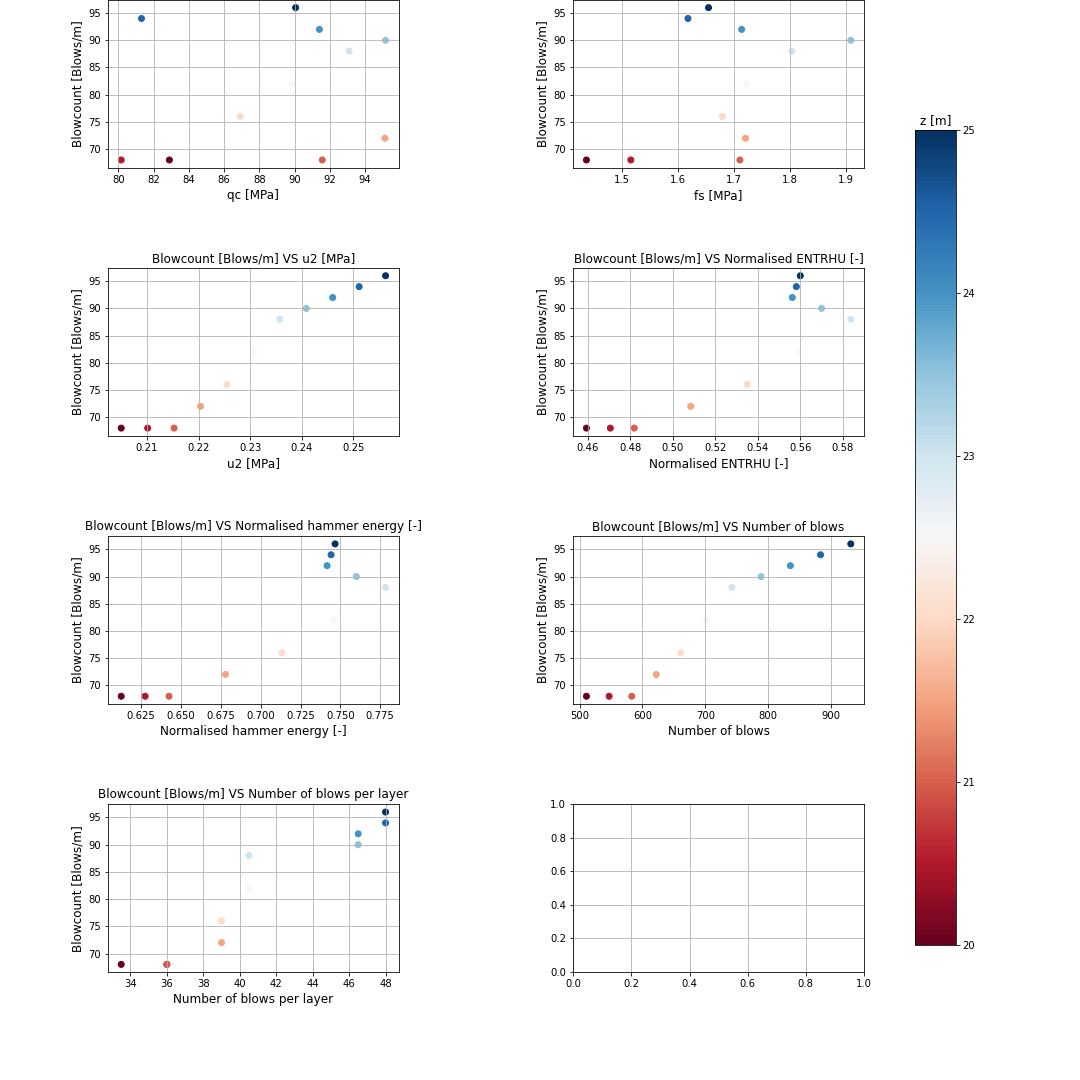 95
90
85
80
75
70
Blowcount [Blows/m]
80 82 84 86 88 90 92 94
qc [MPa]
95
90
85
80
75
70
Blowcount [Blows/m]
1.5 1.6 1.7 1.8 1.9
fs [MPa]
z [m]
25
24
23
22
21
20
Blowcount [Blows/m] VS u2 [MPa]
95
90
85
80
75
70
Blowcount [Blows/m]
0.21 0.22 0.23 0.24 0.25
u2 [MPa]
Blowcount [Blows/m] VS Normalised ENTRHU [-]
95
90
85
80
75
70
Blowcount [Blows/m]
0.46 0.48 0.50 0.52 0.54 0.56 0.58
Normalised ENTRHU [-]
Blowcount [Blows/m] VS Normalised hammer energy [-]
95
90
85
80
75
70
Blowcount [Blows/m]
0.625 0.650 0.675 0.700 0.725 0.750 0.775
Normalised hammer energy [-]
Blowcount [Blows/m] VS Number of blows
95
90
85
80
75
70
Blowcount [Blows/m]
500 600 700 800 900
Number of blows
Blowcount [Blows/m] VS Number of blows per layer
95
90
85
80
75
70
Blowcount [Blows/m]
34 36 38 40 42 44 46 48
Number of blows per layer
1.0
0.8
0.6
0.4
0.2
0.0
0.0 0.2 0.4 0.6 0.8 1.0